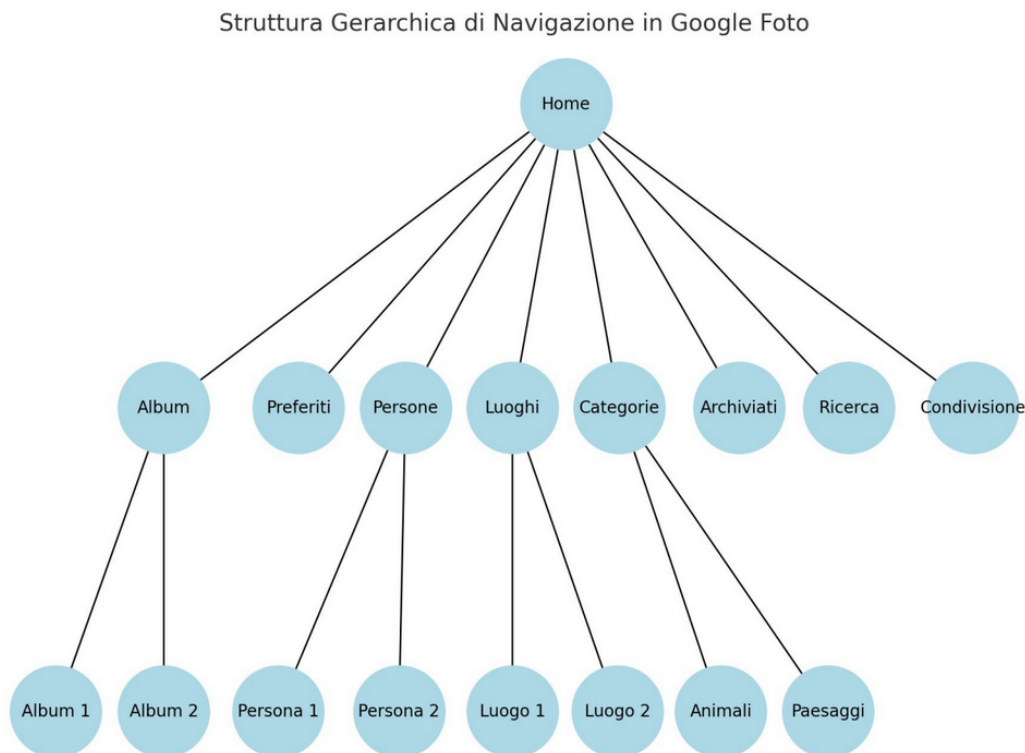 Struttura Gerarchica di Navigazione in Google Foto
Home
Album
Preferiti
Persone
Luoghi
Categorie
Archiviati
Ricerca
Condivisione
Album 1
Album 2
Persona 1
Persona 2
Luogo 1
Luogo 2
Animali
Paesaggi